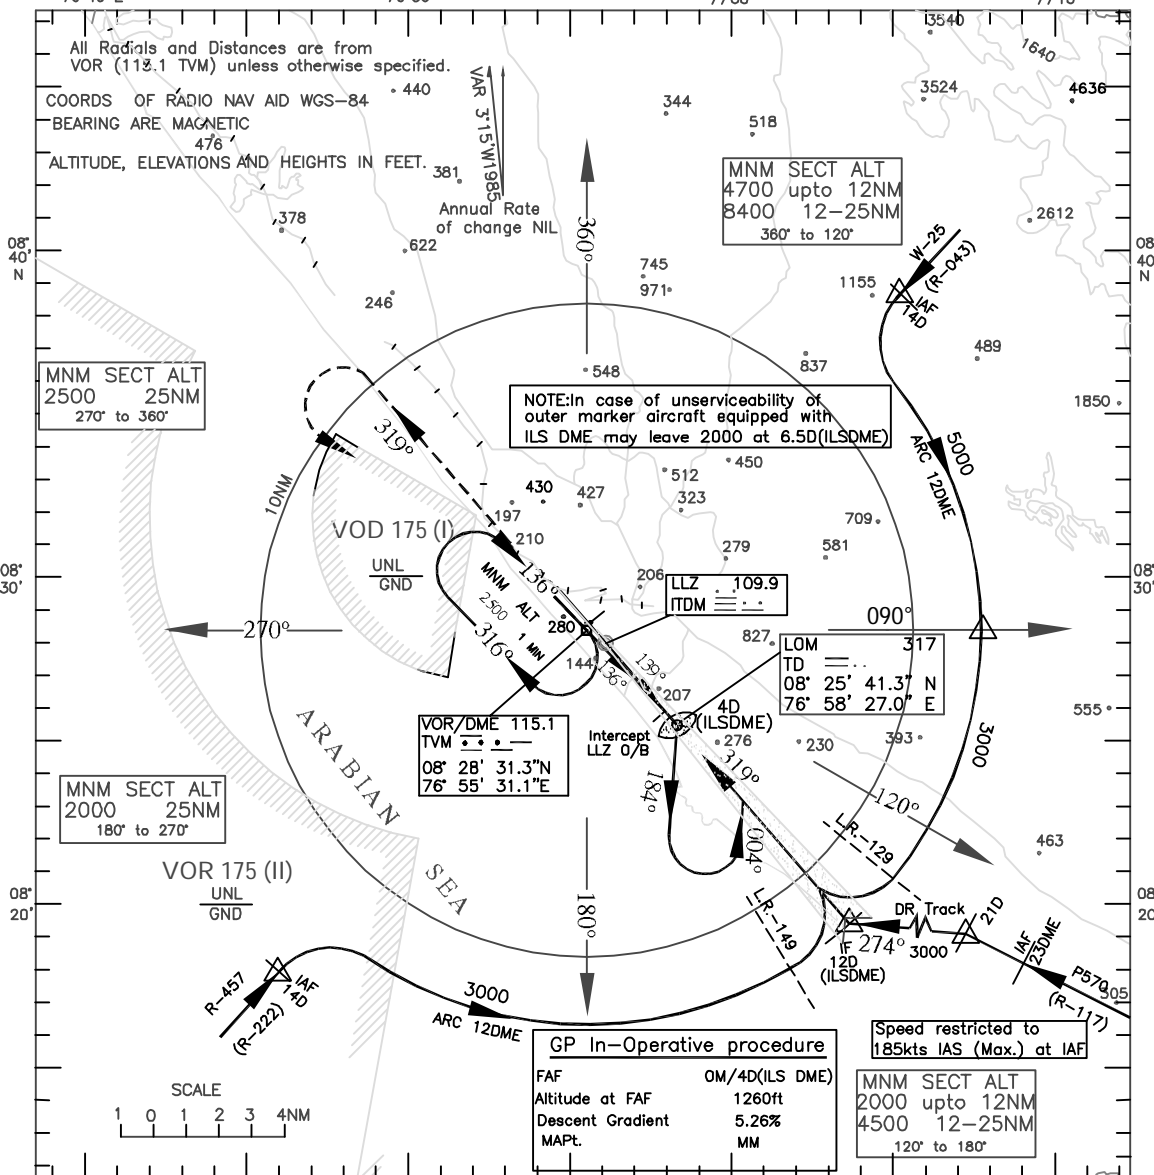 All Radials and Distances are from
VOR (115.1 TVM) unless otherwise specified.
COORDS OF RADIO NAV AID WGS-84
BEARING ARE MAGNETIC
ALTITUDE, ELEVATIONS AND HEIGHTS IN FEET.
VAR 3°15'W1985
Annual Rate
of change NIL
440
476
381
378
622
246
344
518
3540
1640
3524
4636
2612
MNM SECT ALT
4700 upto 12NM
8400 12-25NM
360° to 120°
08°
40'
N
08°
40'
N
360°
745
971
1155
W-25
(R-043)
IAF
14D
489
837
548
1850
MNM SECT ALT
2500 25NM
270° to 360°
NOTE:In case of unserviceability of
outer marker aircraft equipped with
ILS DME may leave 2000 at 6.5D(ILSDME)
319°
10NM
5000
ARC 12DME
450
512
323
430
427
197
210
709
581
279
206
VOD 175 (I)
UNL
GND
08°
30'
08°
30'
136°
MNM ALT
2500 1 MIN
316°
LLZ 109.9
ITDM
270°
090°
280
144
136°
139°
207
827
LOM 317
TD
08° 25' 41.3" N
76° 58' 27.0" E
4D
(ILSDME)
Intercept
LLZ O/B
VOR/DME 115.1
TVM
08° 28' 31.3"N
76° 55' 31.1"E
276
230
393
555
3000
319°
184°
004°
120°
L.R.-129
L.R.-149
463
ARABIAN
SEA
MNM SECT ALT
2000 25NM
180° to 270°
VOR 175 (II)
UNL
GND
08°
20'
08°
20'
180°
DR Track
274°
3000
21D
IAF
23DME
IF
12D
(ILSDME)
P570
(R-117)
305
R-457
(R-222)
IAF
14D
3000
ARC 12DME
Speed restricted to
185kts IAS (Max.) at IAF
GP In-Operative procedure
FAF OM/4D(ILS DME)
Altitude at FAF 1260ft
Descent Gradient 5.26%
MAPt. MM
MNM SECT ALT
2000 upto 12NM
4500 12-25NM
120° to 180°
SCALE
1 0 1 2 3 4NM